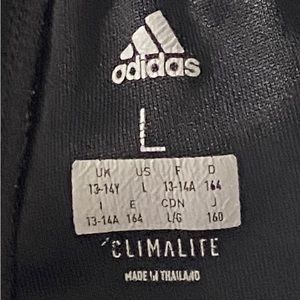 adidas
L
UK US F D
13-14Y L 13-14A 164
I E CDN J
13-14A 164 L/G 160
CLIMALITE
MADE IN THAILAND